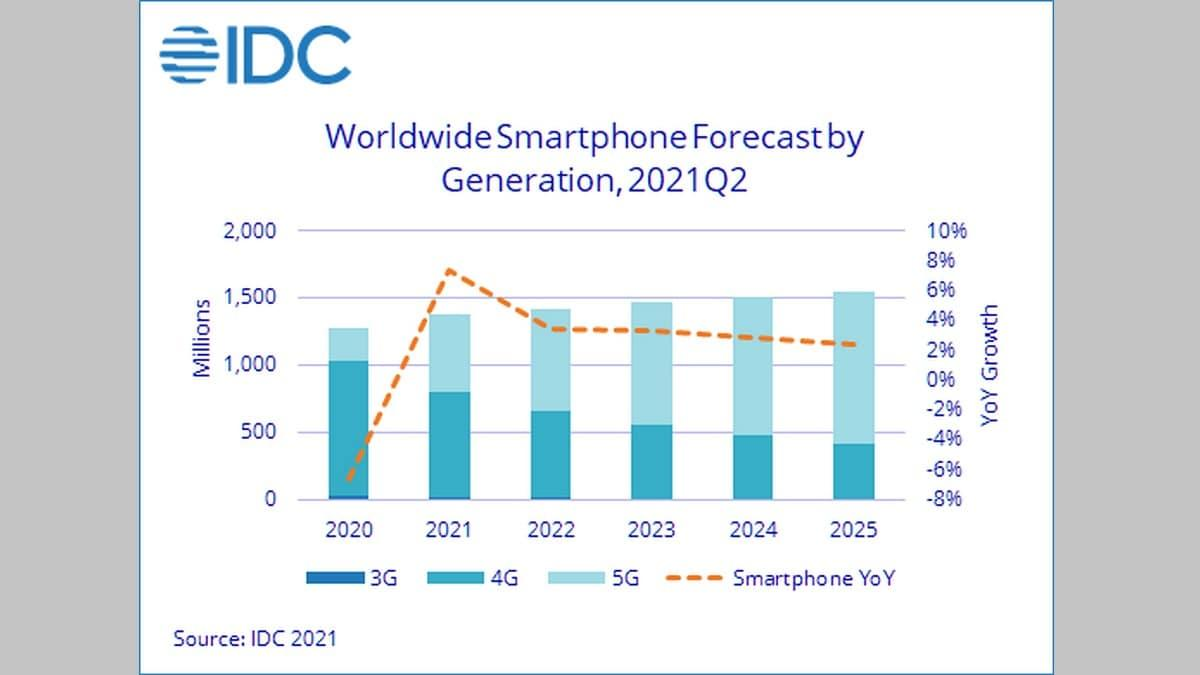 IDC
Worldwide Smartphone Forecast by
Generation, 2021Q2
2,000
1,500
1,000
500
0
Millions
10%
8%
6%
4%
2%
0%
-2%
-4%
-6%
-8%
YoY Growth
2020 2021 2022 2023 2024 2025
3G 4G 5G Smartphone YoY
Source: IDC 2021